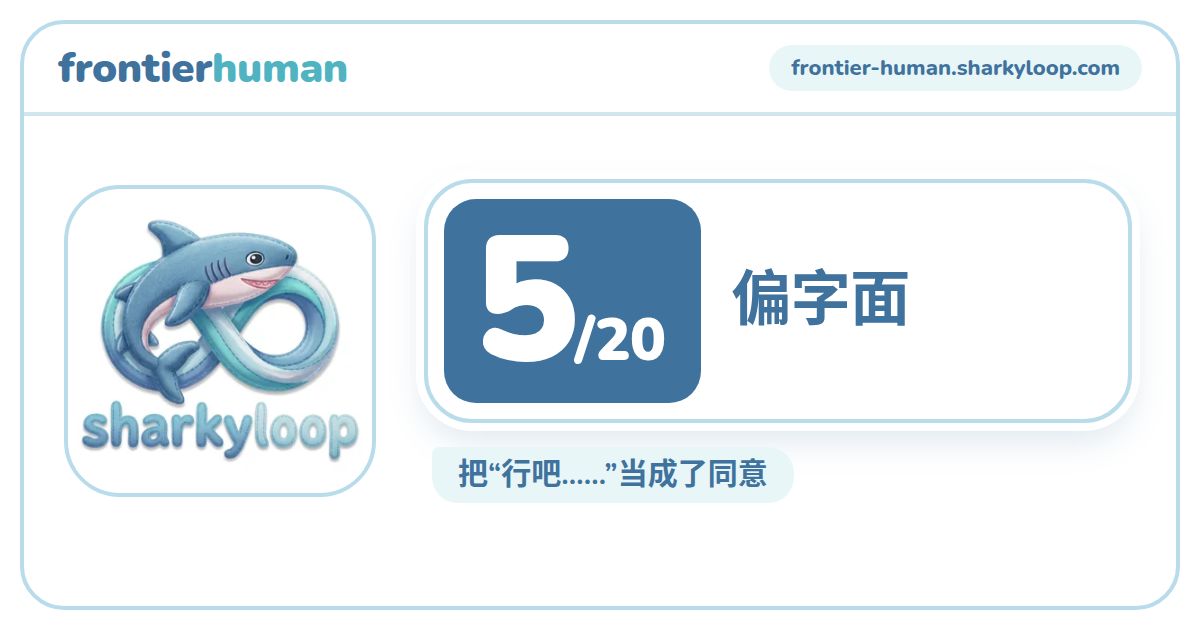 frontierhuman
frontier-human.sharkyloop.com
sharkyloop
5/20
偏字面
把“行吧……”当成了同意